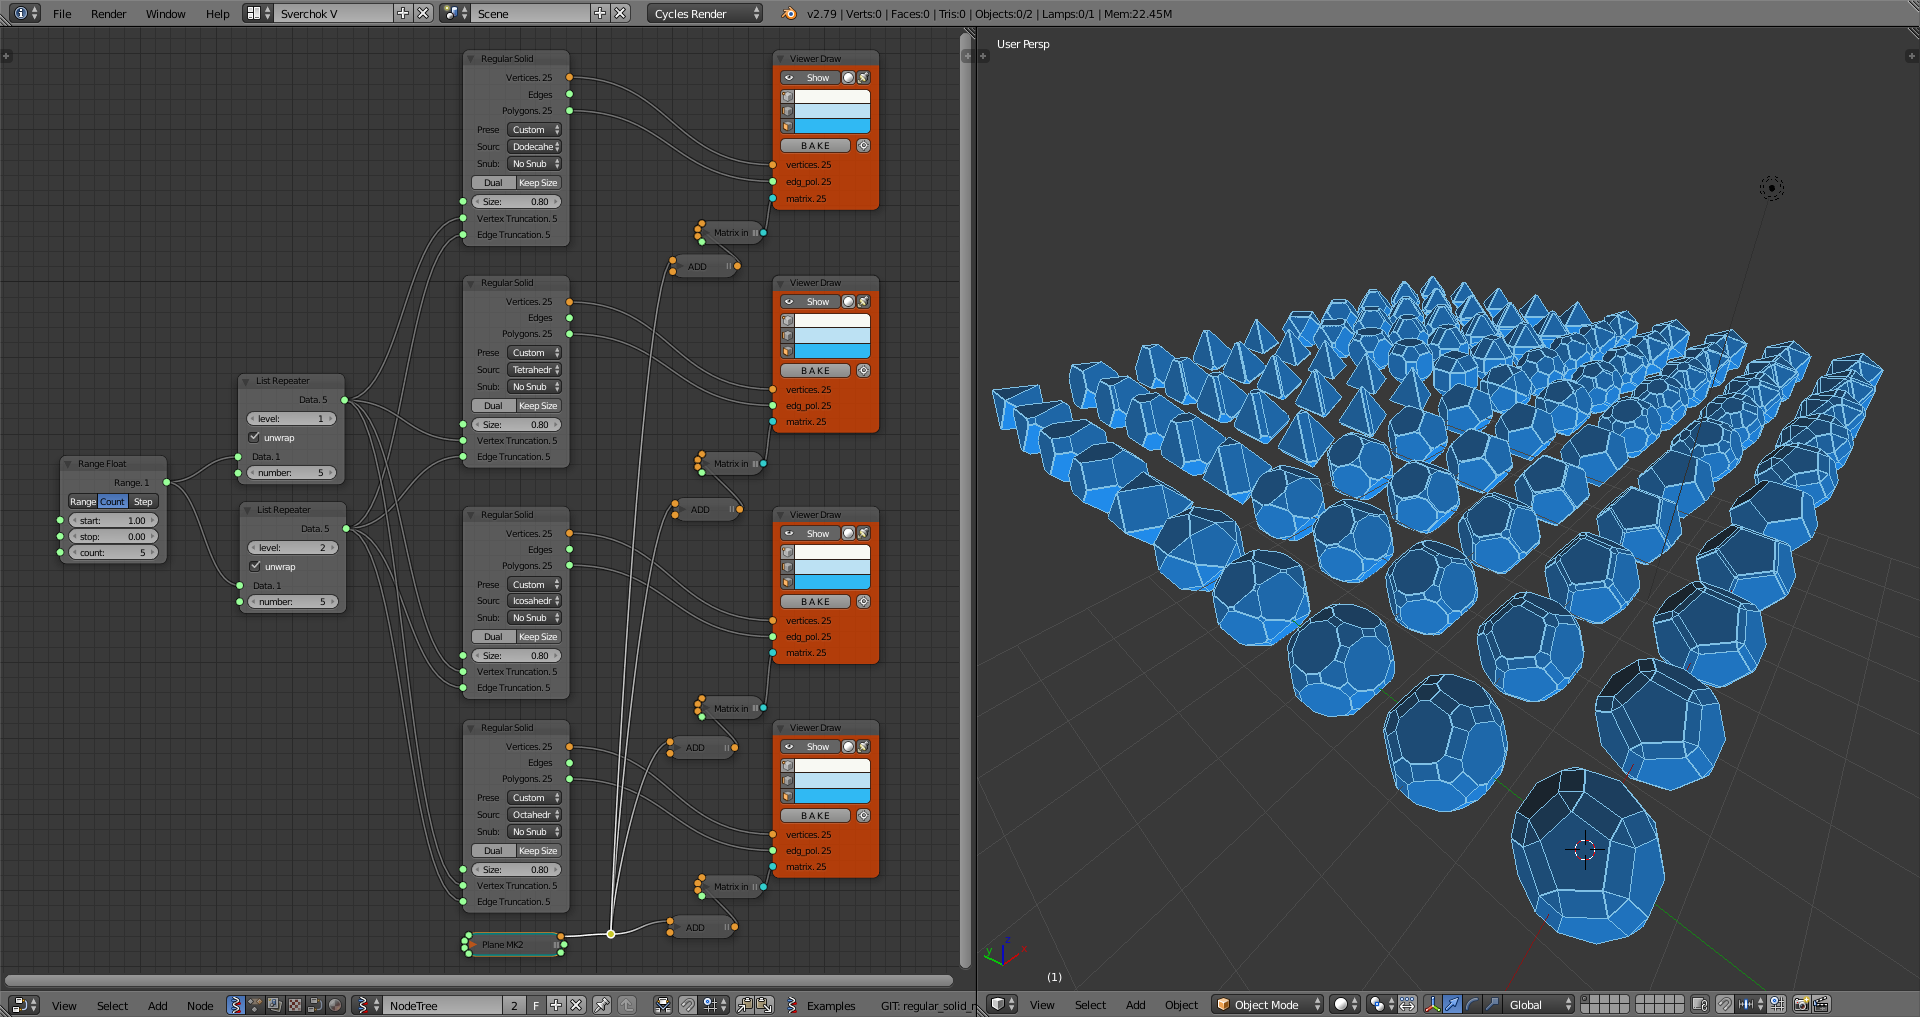 File Render Window Help Sverchok V Scene Cycles Render v2.79 | Verts:0 | Faces:0 | Tris:0 | Objects:0/2 | Lamps:0/1 | Mem:22.45M
User Persp
Regular Solid
Vertices. 25
Edges
Polygons. 25
Prese Custom
Sourc Dodecahe
Snub: No Snub
Dual Keep Size
Size: 0.80
Vertex Truncation. 5
Edge Truncation. 5
Viewer Draw
Show
BAKE
vertices. 25
edg_pol. 25
matrix. 25
Matrix in
ADD
Regular Solid
Vertices. 25
Edges
Polygons. 25
Prese Custom
Sourc Tetrahedr
Snub: No Snub
Dual Keep Size
Size: 0.80
Vertex Truncation. 5
Edge Truncation. 5
Viewer Draw
Show
BAKE
vertices. 25
edg_pol. 25
matrix. 25
Matrix in
ADD
List Repeater
Data. 5
level: 1
unwrap
Data. 1
number: 5
Range Float
Range. 1
Range Count Step
start: 1.00
stop: 0.00
count: 5
List Repeater
Data. 5
level: 2
unwrap
Data. 1
number: 5
Regular Solid
Vertices. 25
Edges
Polygons. 25
Prese Custom
Sourc Icosahedr
Snub: No Snub
Dual Keep Size
Size: 0.80
Vertex Truncation. 5
Edge Truncation. 5
Viewer Draw
Show
BAKE
vertices. 25
edg_pol. 25
matrix. 25
Matrix in
ADD
Regular Solid
Vertices. 25
Edges
Polygons. 25
Prese Custom
Sourc Octahedr
Snub: No Snub
Dual Keep Size
Size: 0.80
Vertex Truncation. 5
Edge Truncation. 5
Viewer Draw
Show
BAKE
vertices. 25
edg_pol. 25
matrix. 25
Matrix in
ADD
Plane MK2
z
y
x
(1)
View Select Add Node NodeTree 2 F Examples GIT: regular_solid_
View Select Add Object Object Mode Global